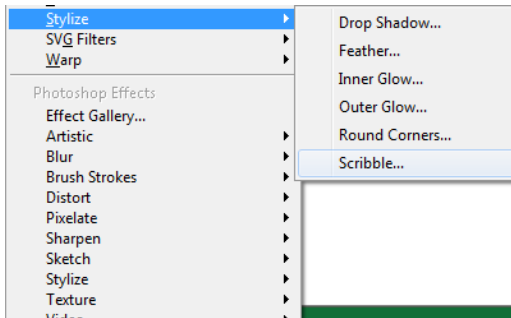 Stylize
SVG Filters
Warp
Photoshop Effects
Effect Gallery...
Artistic
Blur
Brush Strokes
Distort
Pixelate
Sharpen
Sketch
Stylize
Texture
Video
Drop Shadow...
Feather...
Inner Glow...
Outer Glow...
Round Corners...
Scribble...